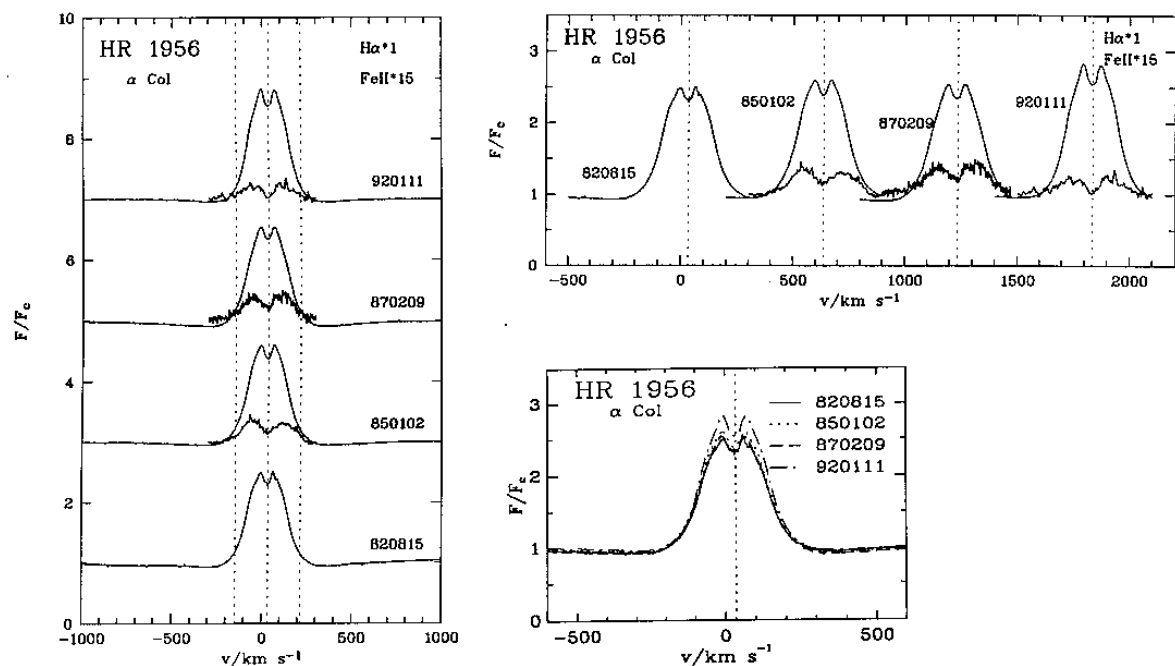 10
HR 1956
α Col
Hα*1
FeII*15
8
920111
6
870209
F/Fc
4
850102
2
820815
0
-1000
-500
0
500
1000
v/km s⁻¹
HR 1956
α Col
Hα*1
FeII*15
3
850102
870209
920111
F/Fc
2
820815
1
0
-500
0
500
1000
1500
2000
v/km s⁻¹
HR 1956
α Col
820815
850102
870209
920111
3
F/Fc
2
1
0
-500
0
500
v/km s⁻¹